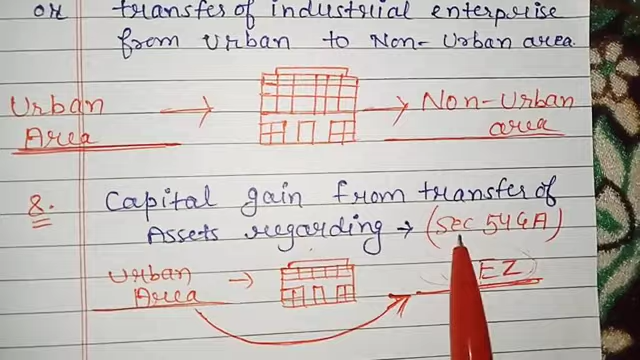 or transfer of industrial enterprise
from Urban to Non-Urban area.
Urban Area → → Non-Urban area
8. Capital gain from transfer of
Assets regarding → (Sec 54GA)
Urban Area → EZ